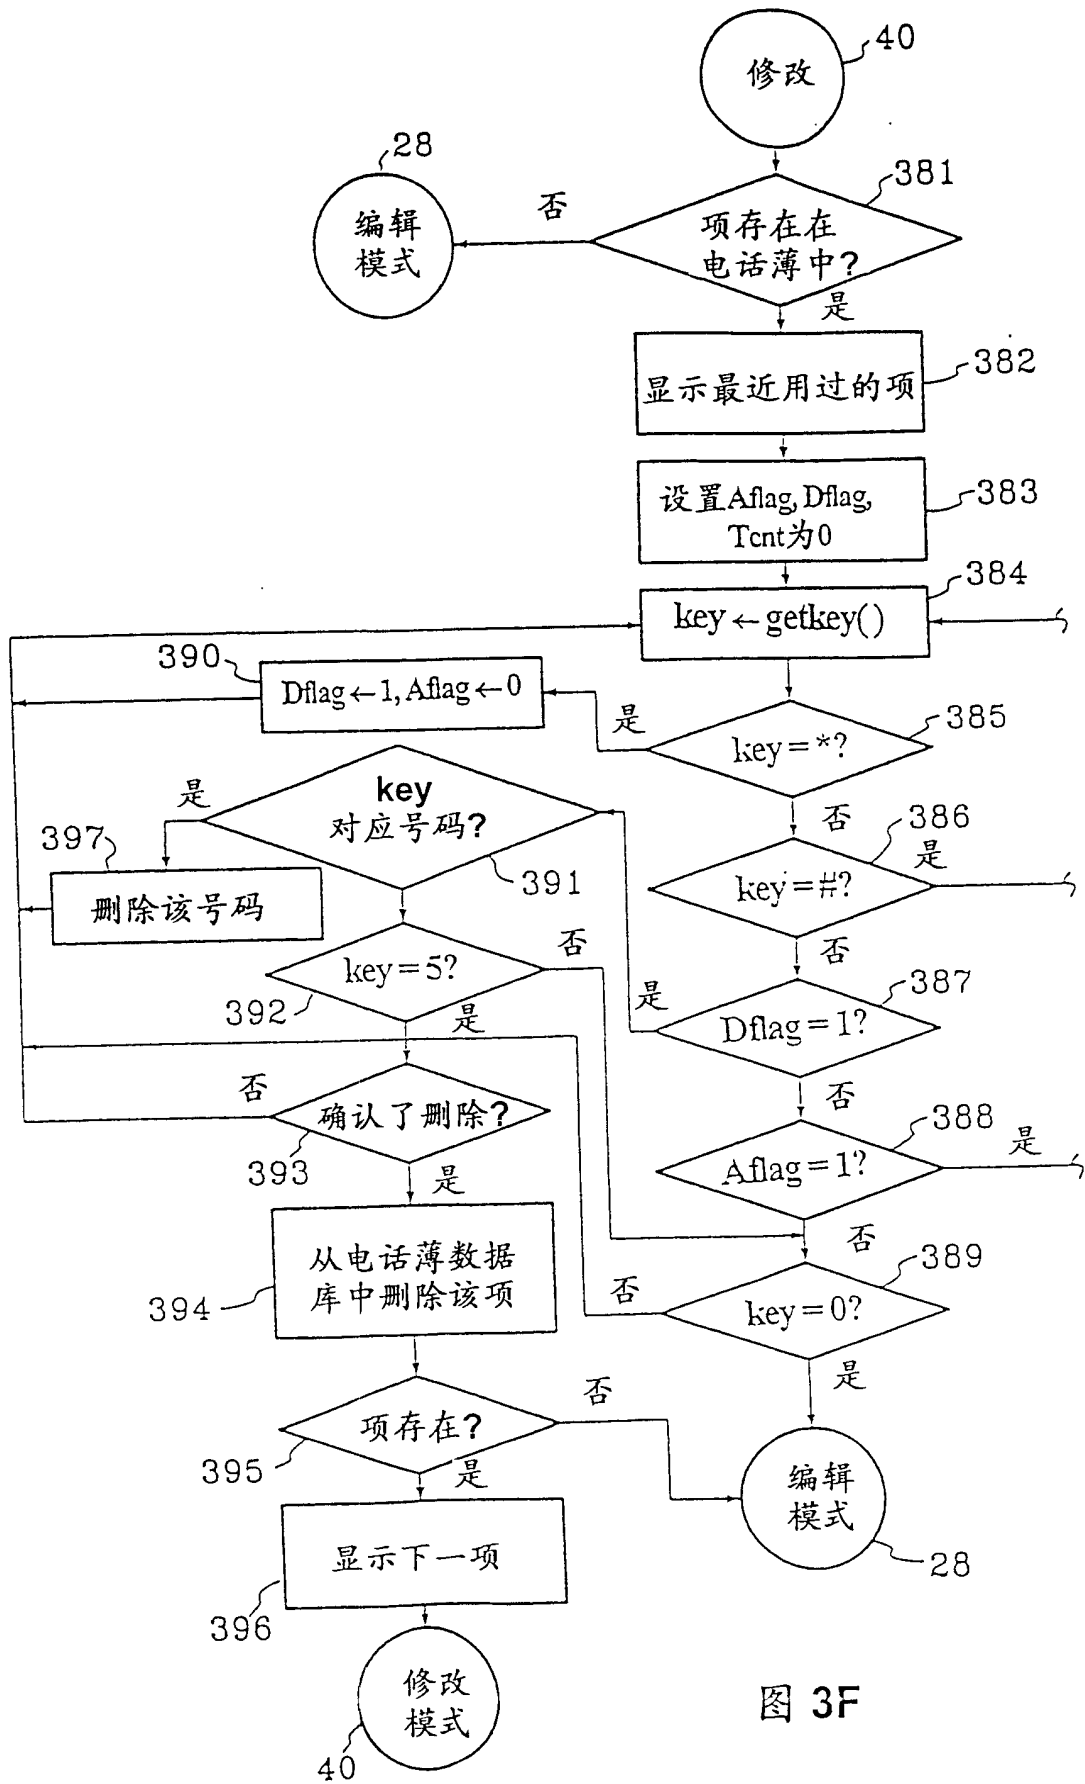 修改
40
381
项存在在
电话薄中?
否
28
编辑
模式
是
显示最近用过的项
382
设置Aflag, Dflag,
Tcnt为0
383
384
key←getkey()
390
Dflag←1, Aflag←0
是
key=*?
385
否
key
对应号码?
是
391
397
删除该号码
key=#?
386
是
否
key=5?
392
否
是
Dflag=1?
387
是
否
确认了删除?
393
否
是
Aflag=1?
388
是
否
从电话薄数据
库中删除该项
394
key=0?
389
否
是
项存在?
395
否
是
编辑
模式
28
显示下一项
396
修改
模式
40
图 3F